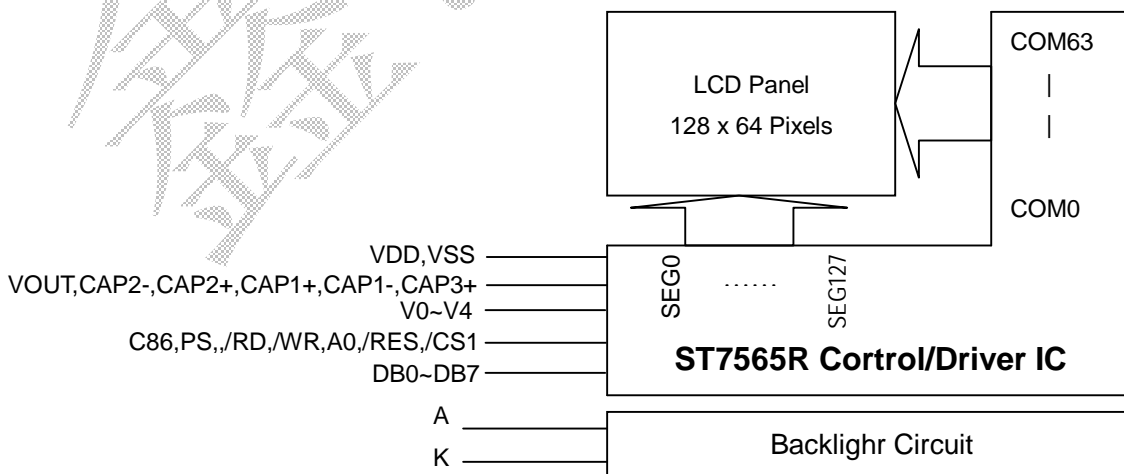 COM63
LCD Panel
|
128 x 64 Pixels
|
COM0
VDD,VSS
VOUT,CAP2-,CAP2+,CAP1+,CAP1-,CAP3+
SEG0
......
SEG127
V0~V4
C86,PS,,/RD,/WR,A0,/RES,/CS1
ST7565R Cortrol/Driver IC
DB0~DB7
A
Backlighr Circuit
K